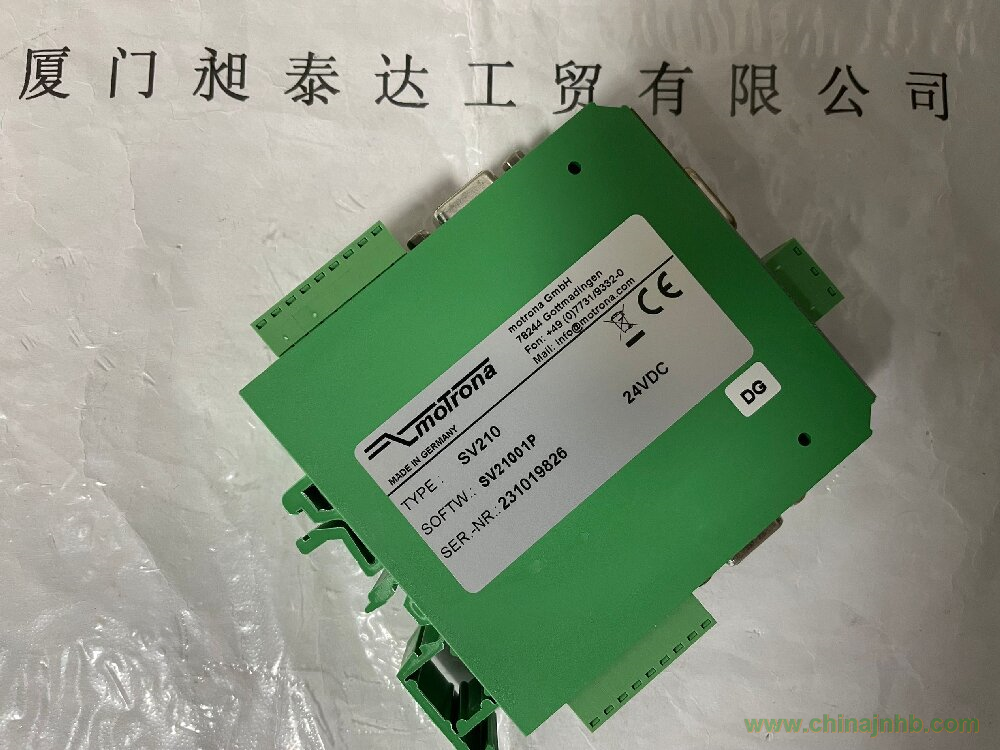 厦门昶泰达工贸有限公司
motrona
MADE IN GERMANY
motrona GmbH
78244 Gottmadingen
Fon: +49 (0)7731/9332-0
Mail: info@motrona.com
CE
TYPE : SV210
24VDC
SOFTW.: SV21001P
SER.-NR.: 231019826
DG
www.chinajnhb.com